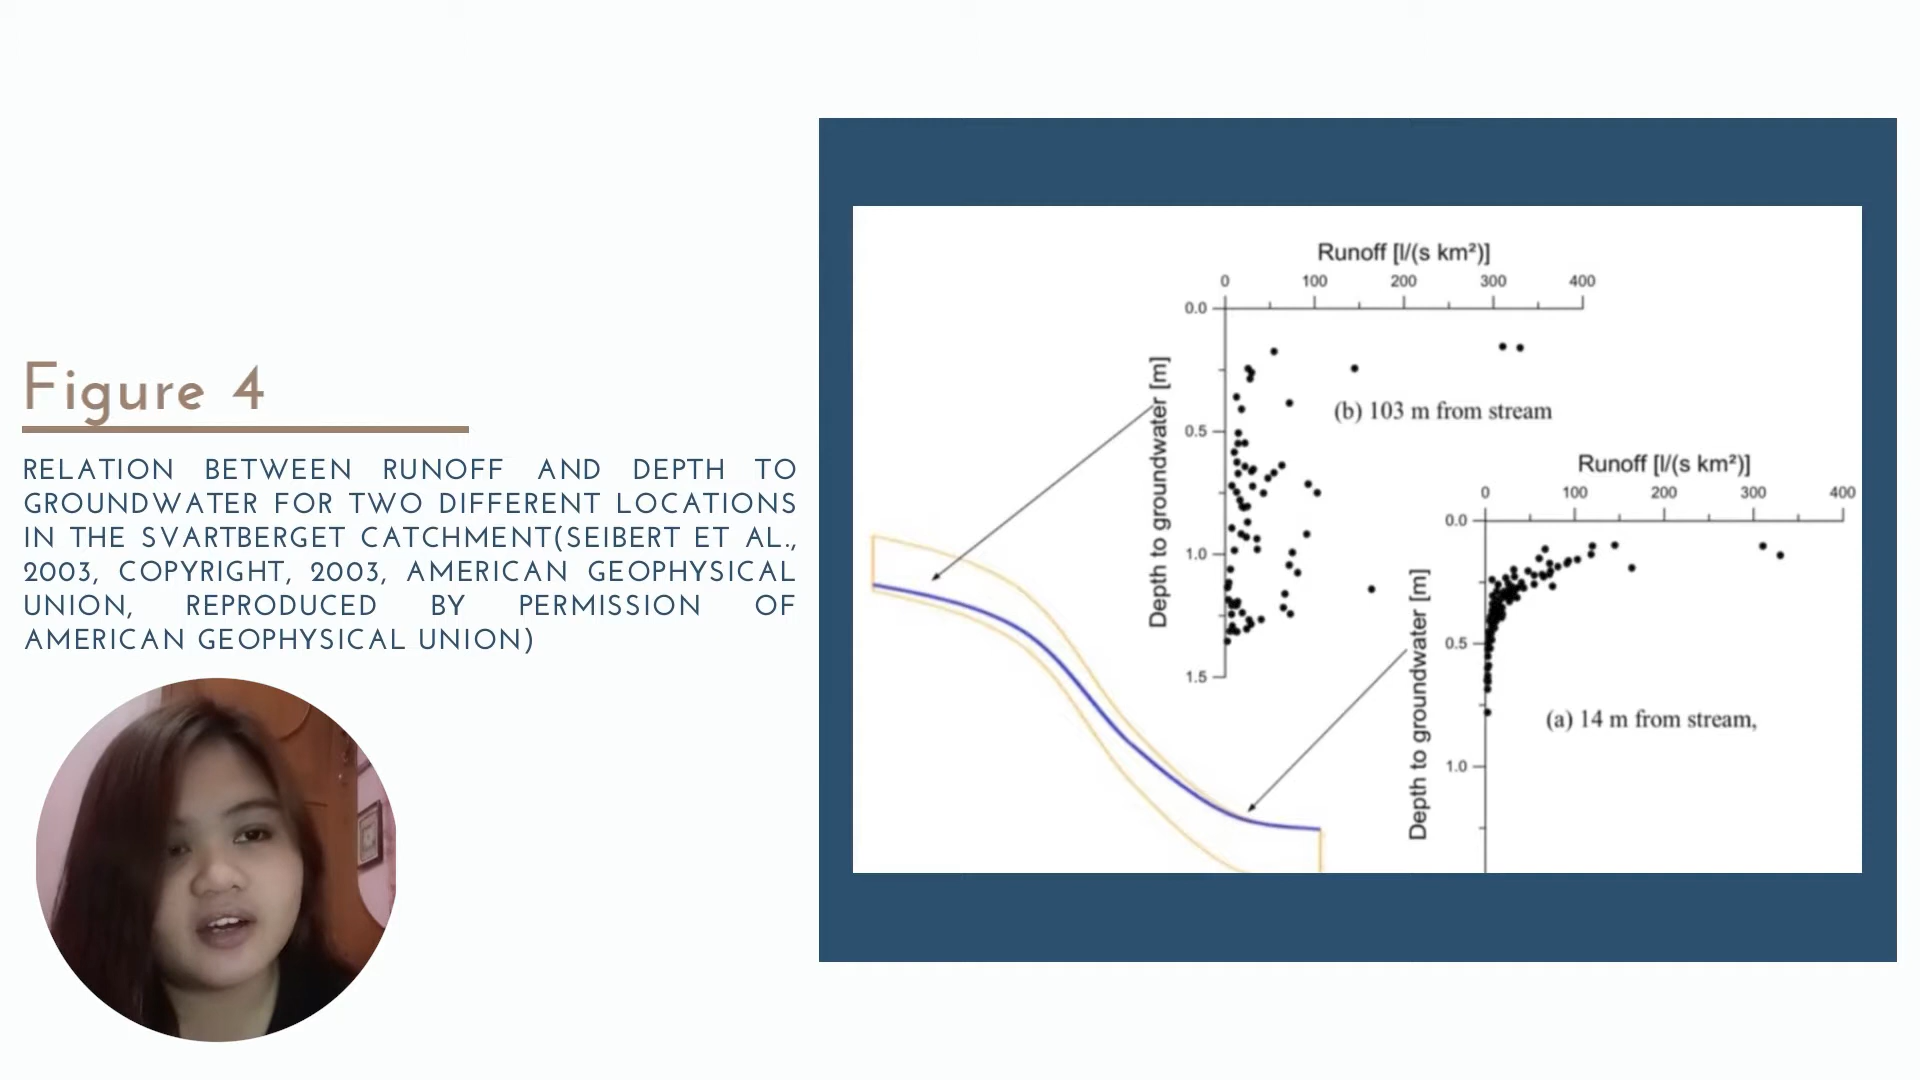 Figure 4
RELATION BETWEEN RUNOFF AND DEPTH TO
GROUNDWATER FOR TWO DIFFERENT LOCATIONS
IN THE SVARTBERGET CATCHMENT(SEIBERT ET AL.,
2003, COPYRIGHT, 2003, AMERICAN GEOPHYSICAL
UNION, REPRODUCED BY PERMISSION OF
AMERICAN GEOPHYSICAL UNION)
Runoff [l/(s km²)]
0 100 200 300 400
0.0
0.5
1.0
1.5
Depth to groundwater [m]
(b) 103 m from stream
Runoff [l/(s km²)]
0 100 200 300 400
0.0
0.5
1.0
Depth to groundwater [m]
(a) 14 m from stream,